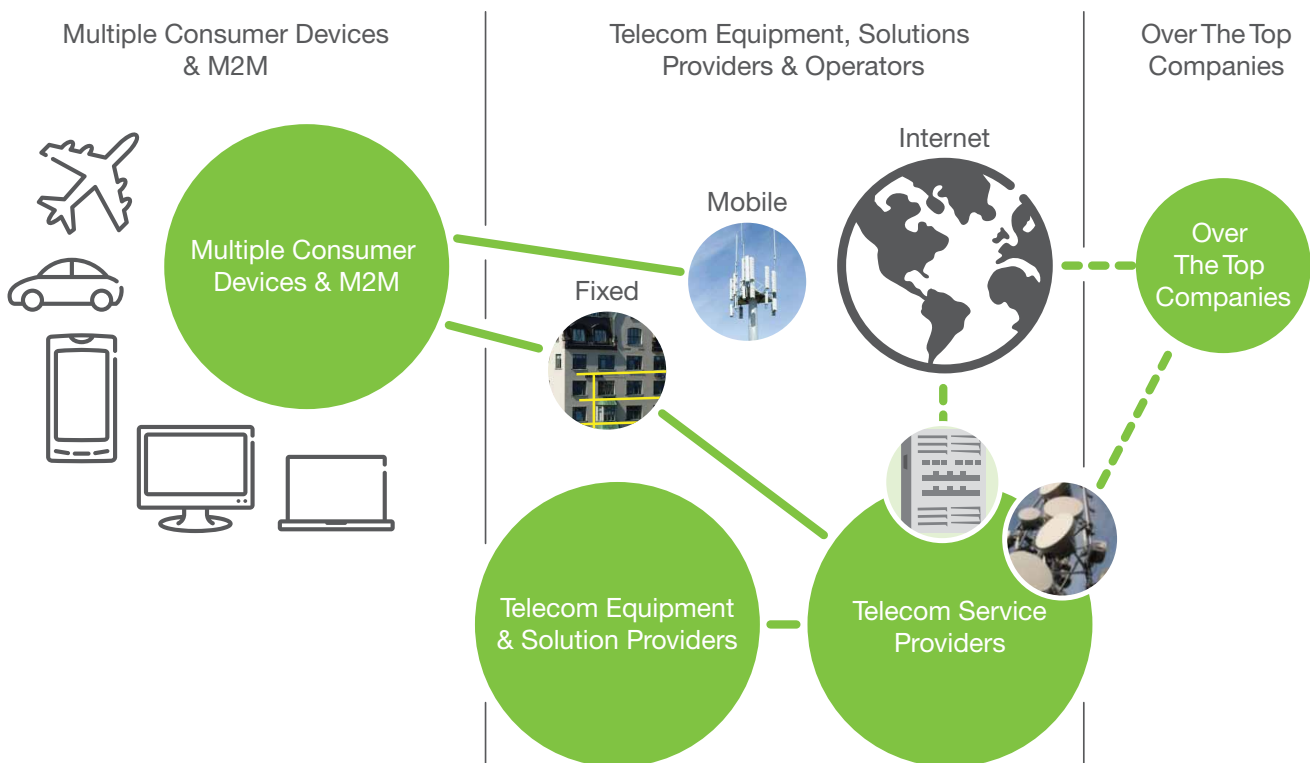 Multiple Consumer Devices
& M2M
Telecom Equipment, Solutions
Providers & Operators
Over The Top
Companies
Internet
Mobile
Fixed
Multiple Consumer
Devices & M2M
Over
The Top
Companies
Telecom Equipment
& Solution Providers
Telecom Service
Providers